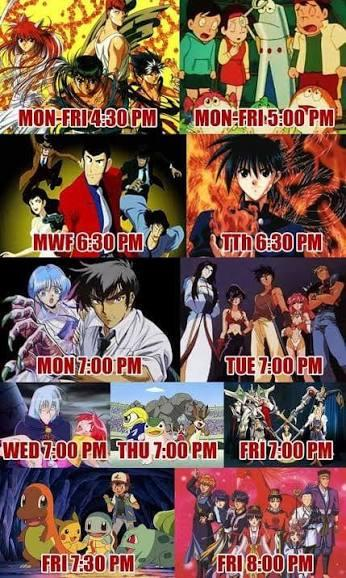 MON-FRI 4:30 PM
MON-FRI 5:00 PM
MWF 6:30 PM
TTh 6:30 PM
MON 7:00 PM
TUE 7:00 PM
WED 7:00 PM
THU 7:00 PM
FRI 7:00 PM
FRI 7:30 PM
FRI 8:00 PM